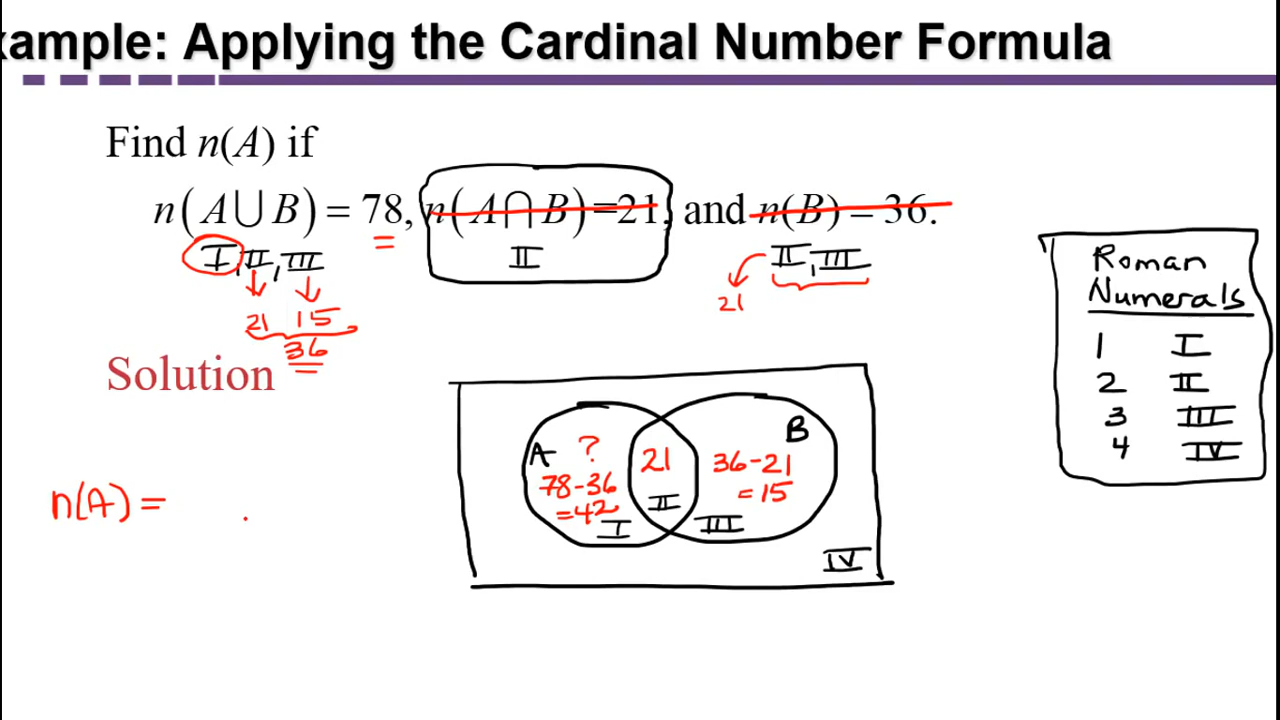 xample: Applying the Cardinal Number Formula
Find n(A) if
n(A∪B) = 78, n(A∩B)=21, and n(B) = 36.
=
I, II, III
II
II, III
21 15
21
36
Solution
Roman
Numerals
1 I
2 II
3 III
4 IV
A ? 78-36 =42 I
21 II
B 36-21 =15 III
IV
n(A) =